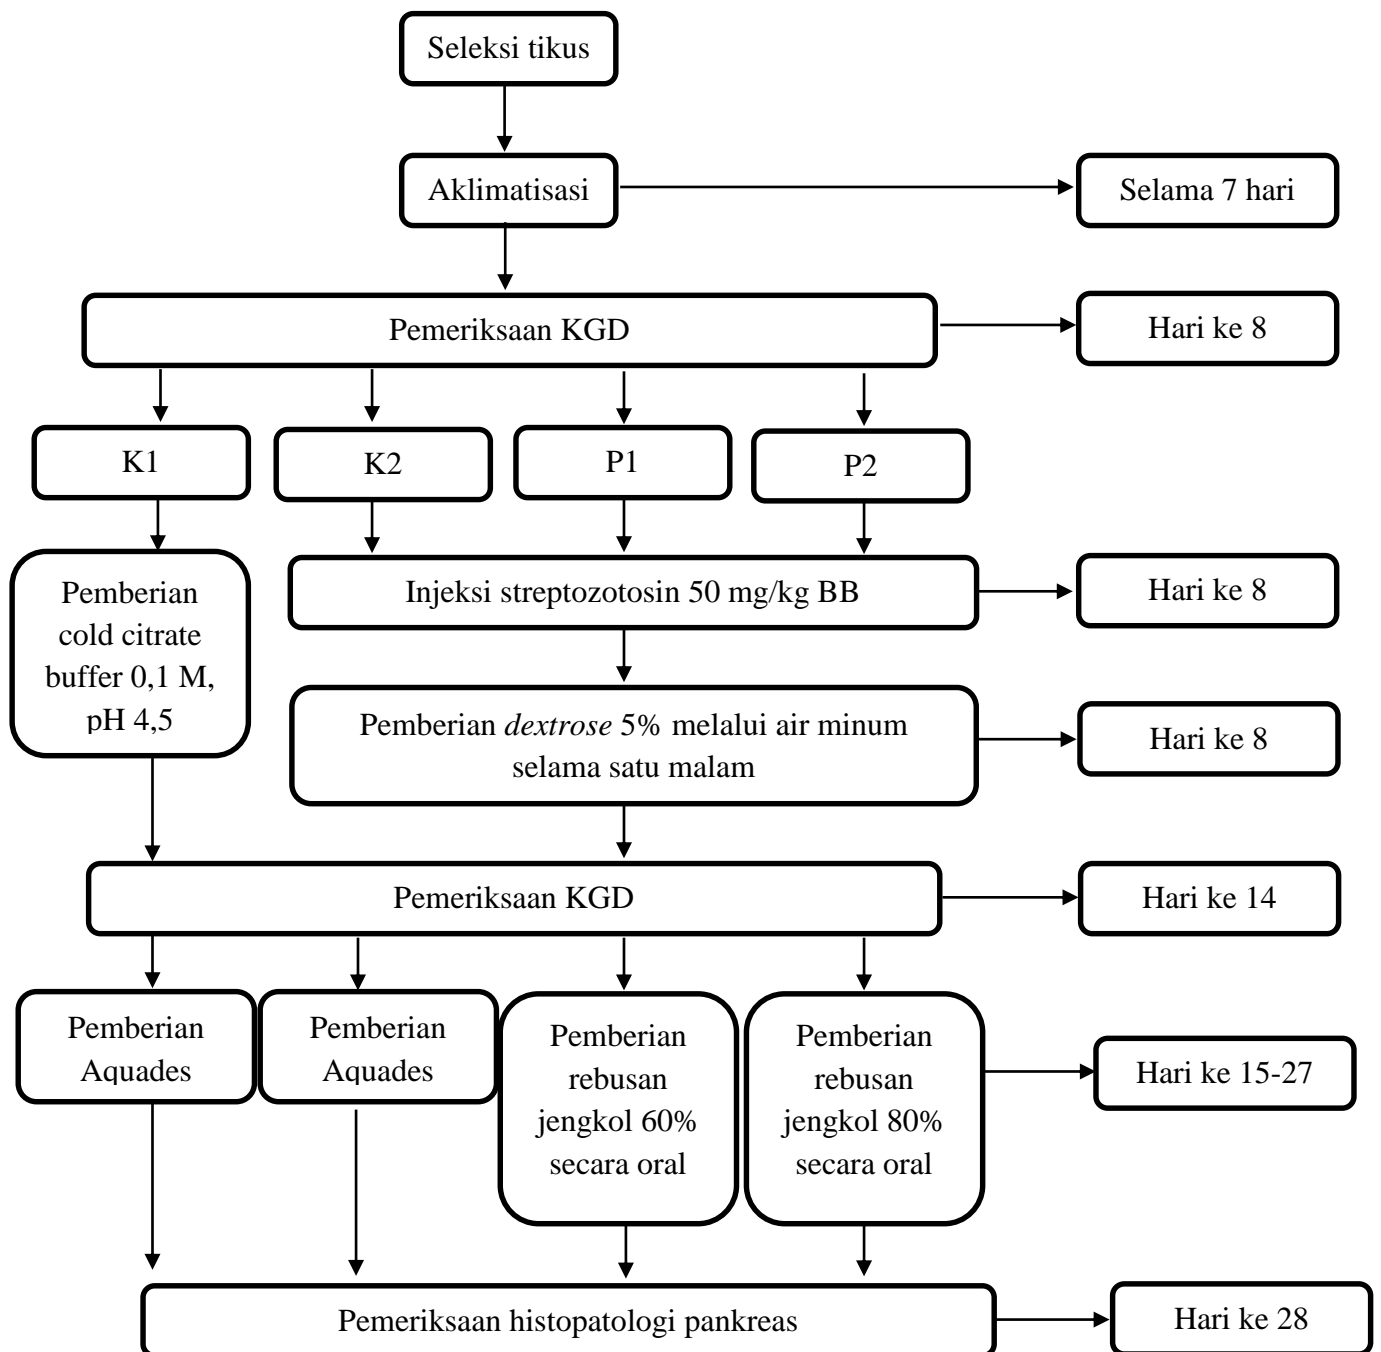 Seleksi tikus
Aklimatisasi
Selama 7 hari
Pemeriksaan KGD
Hari ke 8
K1
K2
P1
P2
Pemberian
cold citrate
buffer 0,1 M,
pH 4,5
Injeksi streptozotosin 50 mg/kg BB
Hari ke 8
Pemberian dextrose 5% melalui air minum
selama satu malam
Hari ke 8
Pemeriksaan KGD
Hari ke 14
Pemberian
Aquades
Pemberian
Aquades
Pemberian
rebusan
jengkol 60%
secara oral
Pemberian
rebusan
jengkol 80%
secara oral
Hari ke 15-27
Pemeriksaan histopatologi pankreas
Hari ke 28